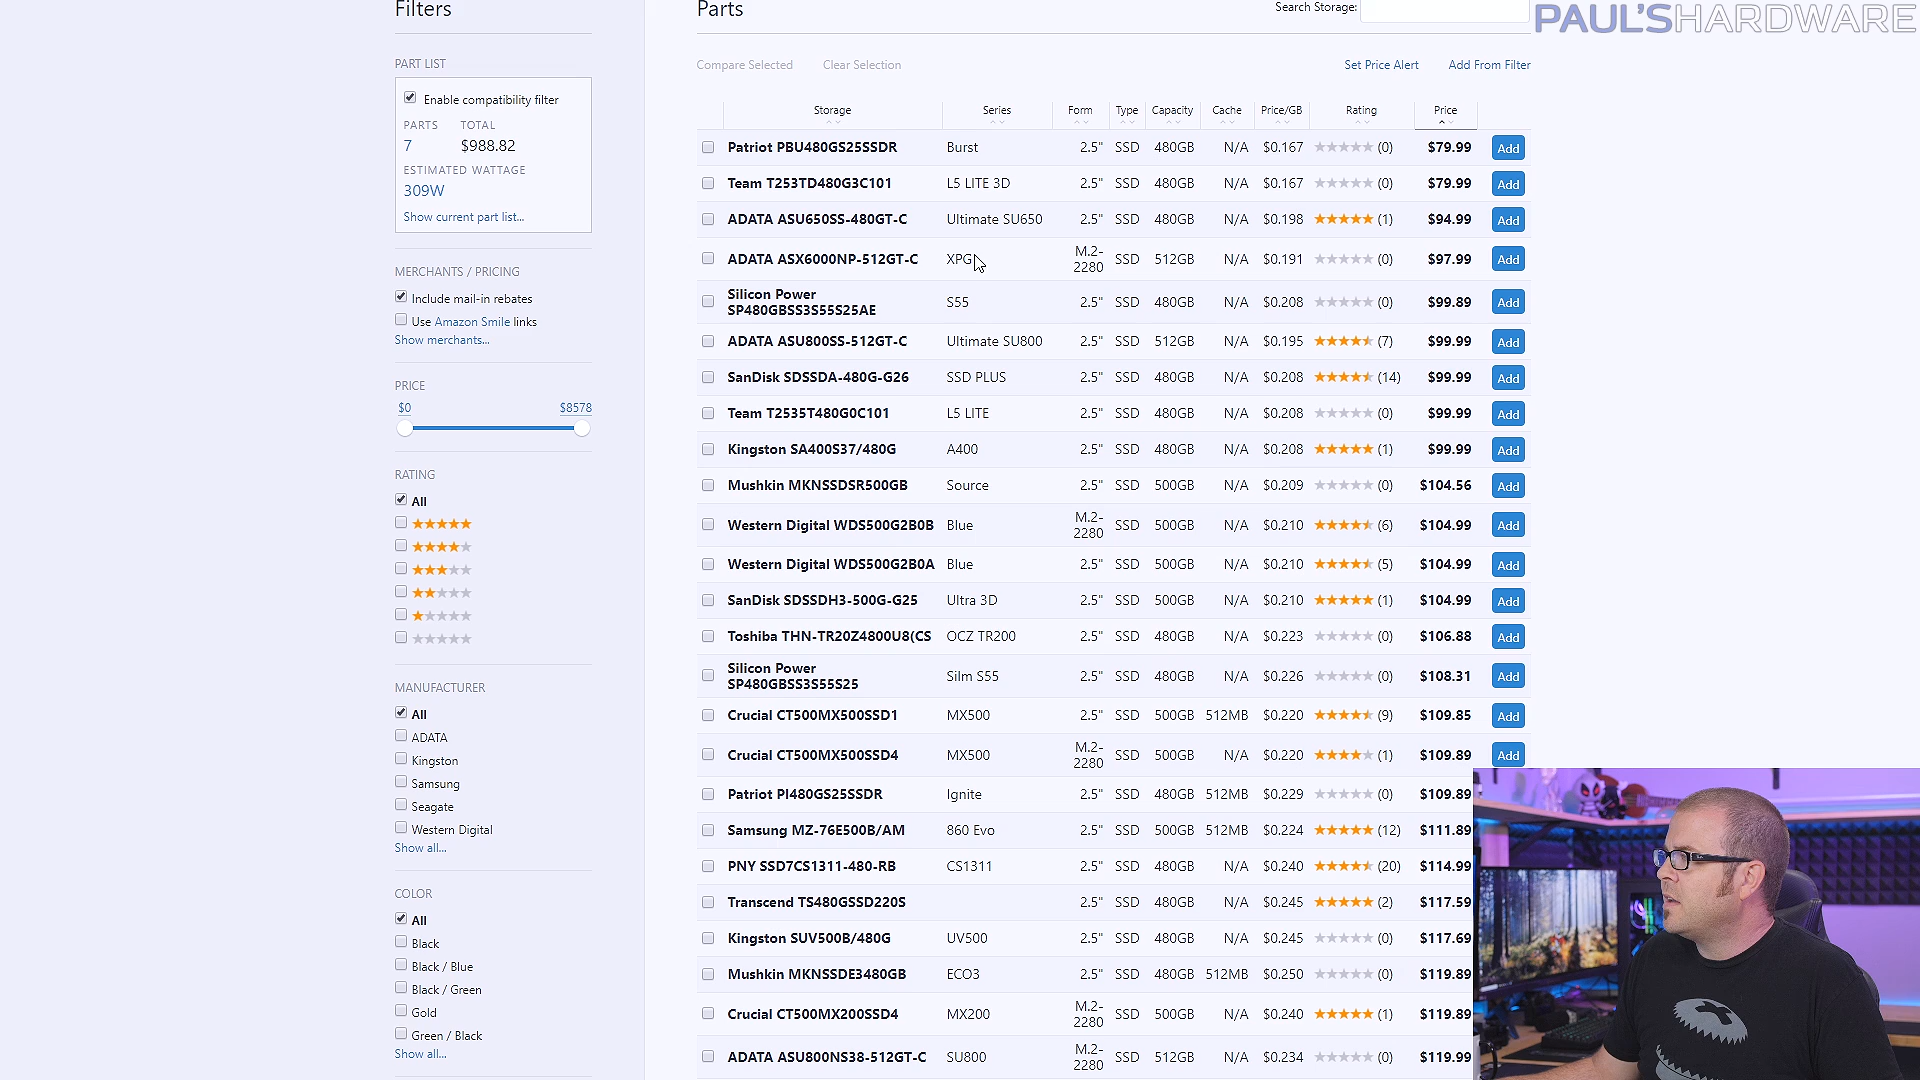 PAUL'SHARDWARE
Filters
PART LIST
Enable compatibility filter
PARTS TOTAL
7 $988.82
ESTIMATED WATTAGE
309W
Show current part list...
MERCHANTS / PRICING
Include mail-in rebates
Use Amazon Smile links
Show merchants...
PRICE
$0 $8578
RATING
All
MANUFACTURER
All
ADATA
Kingston
Samsung
Seagate
Western Digital
Show all...
COLOR
All
Black
Black / Blue
Black / Green
Gold
Green / Black
Show all...
Parts Search Storage:
Compare Selected Clear Selection Set Price Alert Add From Filter
Storage Series Form Type Capacity Cache Price/GB Rating Price
Patriot PBU480GS25SSDR Burst 2.5" SSD 480GB N/A $0.167 (0) $79.99 Add
Team T253TD480G3C101 L5 LITE 3D 2.5" SSD 480GB N/A $0.167 (0) $79.99 Add
ADATA ASU650SS-480GT-C Ultimate SU650 2.5" SSD 480GB N/A $0.198 (1) $94.99 Add
ADATA ASX6000NP-512GT-C XPG M.2-
2280 SSD 512GB N/A $0.191 (0) $97.99 Add
Silicon Power
SP480GBSS3S55S25AE S55 2.5" SSD 480GB N/A $0.208 (0) $99.89 Add
ADATA ASU800SS-512GT-C Ultimate SU800 2.5" SSD 512GB N/A $0.195 (7) $99.99 Add
SanDisk SDSSDA-480G-G26 SSD PLUS 2.5" SSD 480GB N/A $0.208 (14) $99.99 Add
Team T2535T480G0C101 L5 LITE 2.5" SSD 480GB N/A $0.208 (0) $99.99 Add
Kingston SA400S37/480G A400 2.5" SSD 480GB N/A $0.208 (1) $99.99 Add
Mushkin MKNSSDSR500GB Source 2.5" SSD 500GB N/A $0.209 (0) $104.56 Add
Western Digital WDS500G2B0B Blue M.2-
2280 SSD 500GB N/A $0.210 (6) $104.99 Add
Western Digital WDS500G2B0A Blue 2.5" SSD 500GB N/A $0.210 (5) $104.99 Add
SanDisk SDSSDH3-500G-G25 Ultra 3D 2.5" SSD 500GB N/A $0.210 (1) $104.99 Add
Toshiba THN-TR20Z4800U8(CS OCZ TR200 2.5" SSD 480GB N/A $0.223 (0) $106.88 Add
Silicon Power
SP480GBSS3S55S25 Silm S55 2.5" SSD 480GB N/A $0.226 (0) $108.31 Add
Crucial CT500MX500SSD1 MX500 2.5" SSD 500GB 512MB $0.220 (9) $109.85 Add
Crucial CT500MX500SSD4 MX500 M.2-
2280 SSD 500GB N/A $0.220 (1) $109.89 Add
Patriot PI480GS25SSDR Ignite 2.5" SSD 480GB 512MB $0.229 (0) $109.89
Samsung MZ-76E500B/AM 860 Evo 2.5" SSD 500GB 512MB $0.224 (12) $111.89
PNY SSD7CS1311-480-RB CS1311 2.5" SSD 480GB N/A $0.240 (20) $114.99
Transcend TS480GSSD220S 2.5" SSD 480GB N/A $0.245 (2) $117.59
Kingston SUV500B/480G UV500 2.5" SSD 480GB N/A $0.245 (0) $117.69
Mushkin MKNSSDE3480GB ECO3 2.5" SSD 480GB 512MB $0.250 (0) $119.89
Crucial CT500MX200SSD4 MX200 M.2-
2280 SSD 500GB N/A $0.240 (1) $119.89
ADATA ASU800NS38-512GT-C SU800 M.2-
2280 SSD 512GB N/A $0.234 (0) $119.99